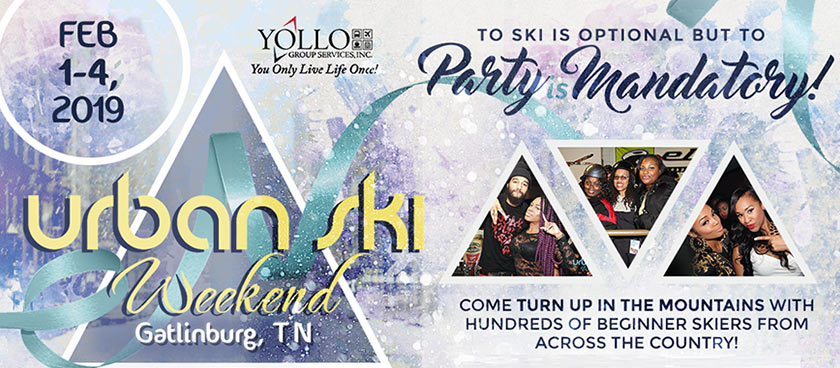 FEB
1-4,
2019
YOLLO
GROUP SERVICES, INC.
You Only Live Life Once!
urban ski
Weekend
Gatlinburg, TN
TO SKI IS OPTIONAL BUT TO
Party is Mandatory!
COME TURN UP IN THE MOUNTAINS WITH
HUNDREDS OF BEGINNER SKIERS FROM
ACROSS THE COUNTRY!